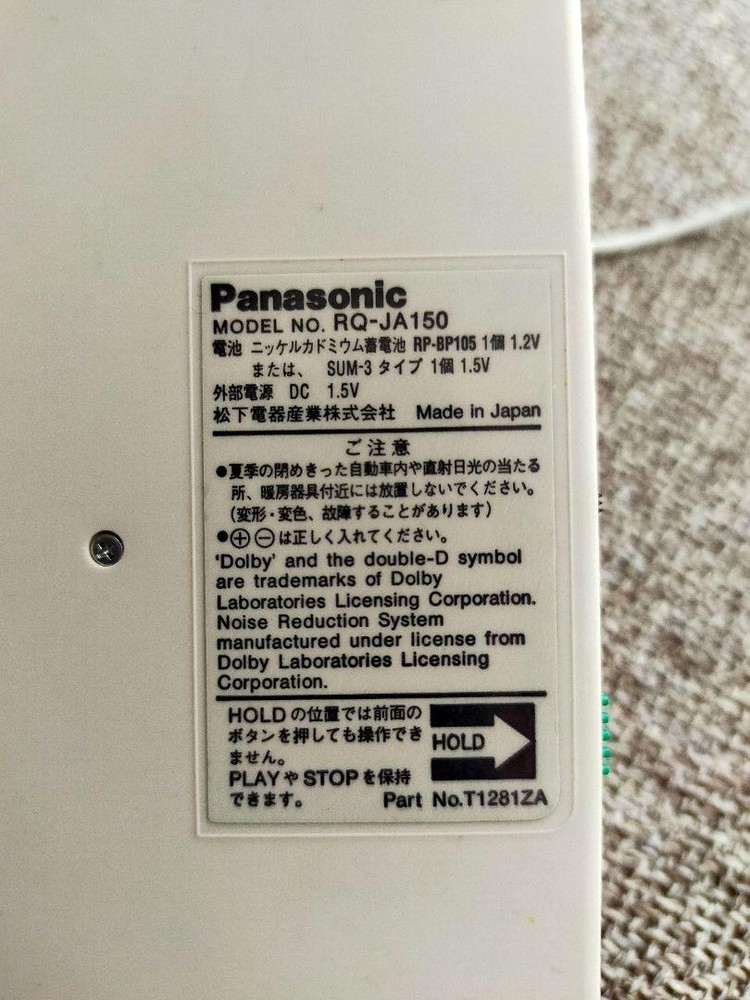 Panasonic
MODEL NO. RQ-JA150
電池 ニッケルカドミウム蓄電池 RP-BP105 1個 1.2V
または、 SUM-3 タイプ 1個 1.5V
外部電源 DC 1.5V
松下電器産業株式会社 Made in Japan
ご注意
●夏季の閉めきった自動車内や直射日光の当たる
所、暖房器具付近には放置しないでください。
(変形・変色、故障することがあります)
●⊕⊖は正しく入れてください。
'Dolby' and the double-D symbol
are trademarks of Dolby
Laboratories Licensing Corporation.
Noise Reduction System
manufactured under license from
Dolby Laboratories Licensing
Corporation.
HOLDの位置では前面の
ボタンを押しても操作でき
ません。
PLAYやSTOPを保持
できます。
HOLD
Part No.T1281ZA